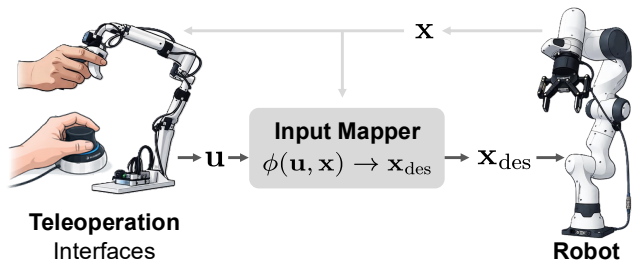 x
Input Mapper
u
ϕ(u, x) → x_des
x_des
Teleoperation
Interfaces
Robot